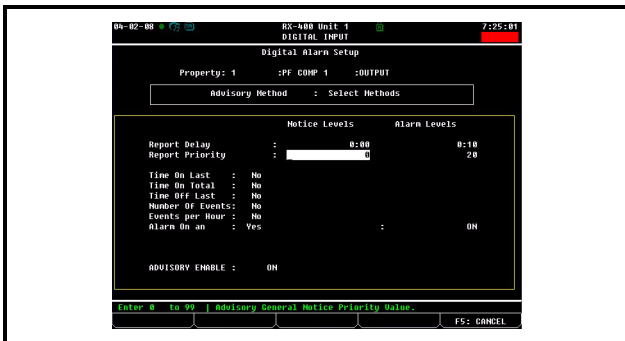 04-02-08 RX-400 Unit 1 7:25:01
DIGITAL INPUT
Digital Alarm Setup
Property: 1 :PF COMP 1 :OUTPUT
Advisory Method : Select Methods
Notice Levels Alarm Levels
Report Delay : 0:00 0:10
Report Priority : 0 20
Time On Last : No
Time On Total : No
Time Off Last : No
Number Of Events: No
Events per Hour : No
Alarm On an : Yes : ON
ADVISORY ENABLE : ON
Enter 0 to 99 | Advisory General Notice Priority Value.
F5: CANCEL